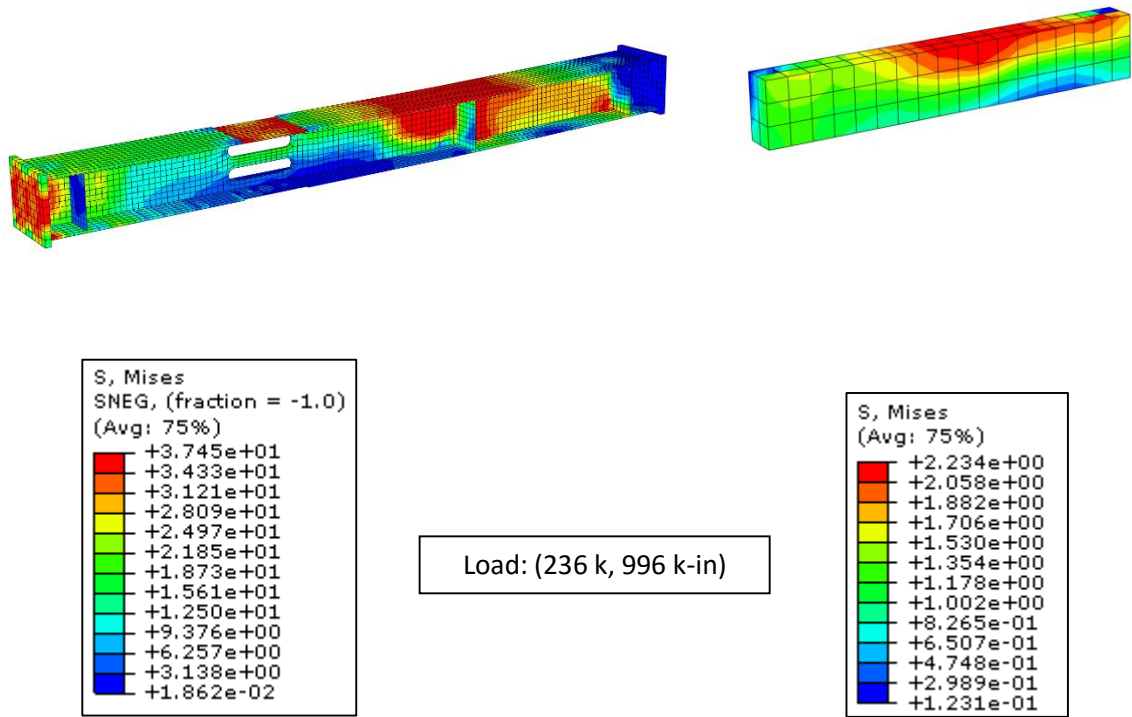 S, Mises
SNEG, (fraction = -1.0)
(Avg: 75%)
+3.745e+01
+3.433e+01
+3.121e+01
+2.809e+01
+2.497e+01
+2.185e+01
+1.873e+01
+1.561e+01
+1.250e+01
+9.376e+00
+6.257e+00
+3.138e+00
+1.862e-02
Load: (236 k, 996 k-in)
S, Mises
(Avg: 75%)
+2.234e+00
+2.058e+00
+1.882e+00
+1.706e+00
+1.530e+00
+1.354e+00
+1.178e+00
+1.002e+00
+8.265e-01
+6.507e-01
+4.748e-01
+2.989e-01
+1.231e-01